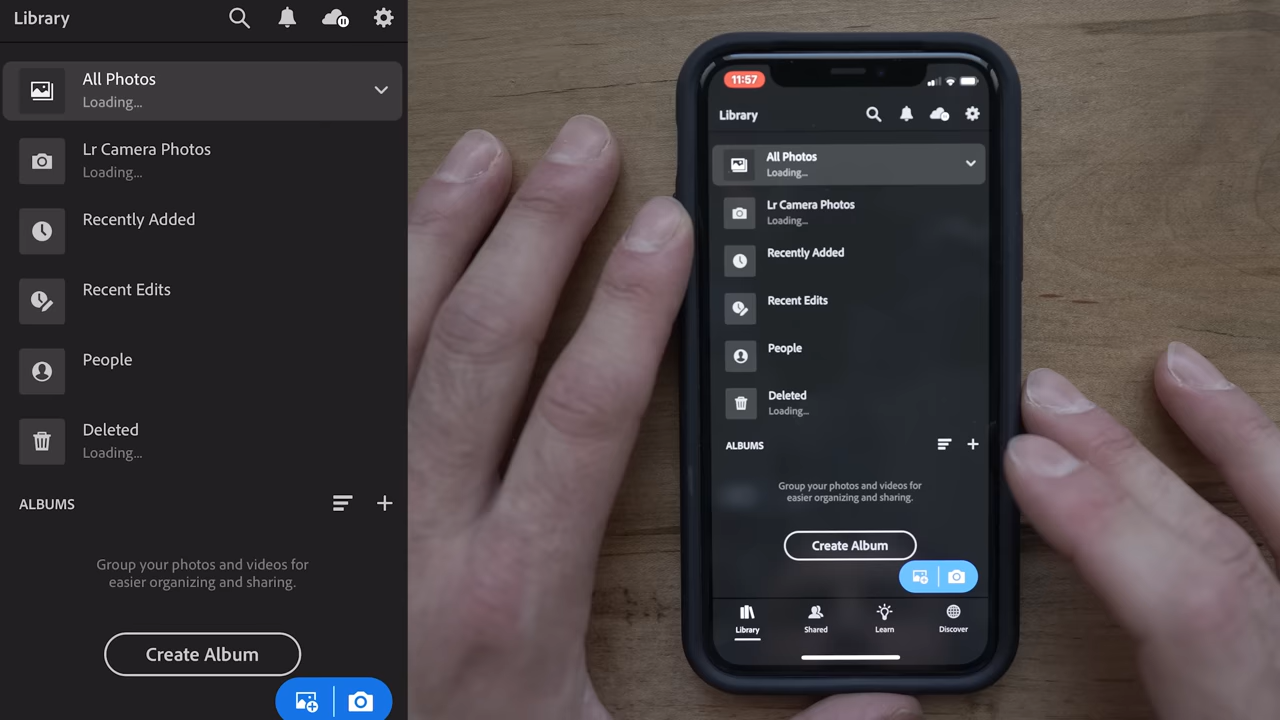 Library
All Photos
Loading...
Lr Camera Photos
Loading...
Recently Added
Recent Edits
People
Deleted
Loading...
ALBUMS
Group your photos and videos for
easier organizing and sharing.
Create Album
11:57
Library
All Photos
Loading...
Lr Camera Photos
Loading...
Recently Added
Recent Edits
People
Deleted
Loading...
ALBUMS
Group your photos and videos for
easier organizing and sharing.
Create Album
Library
Shared
Learn
Discover